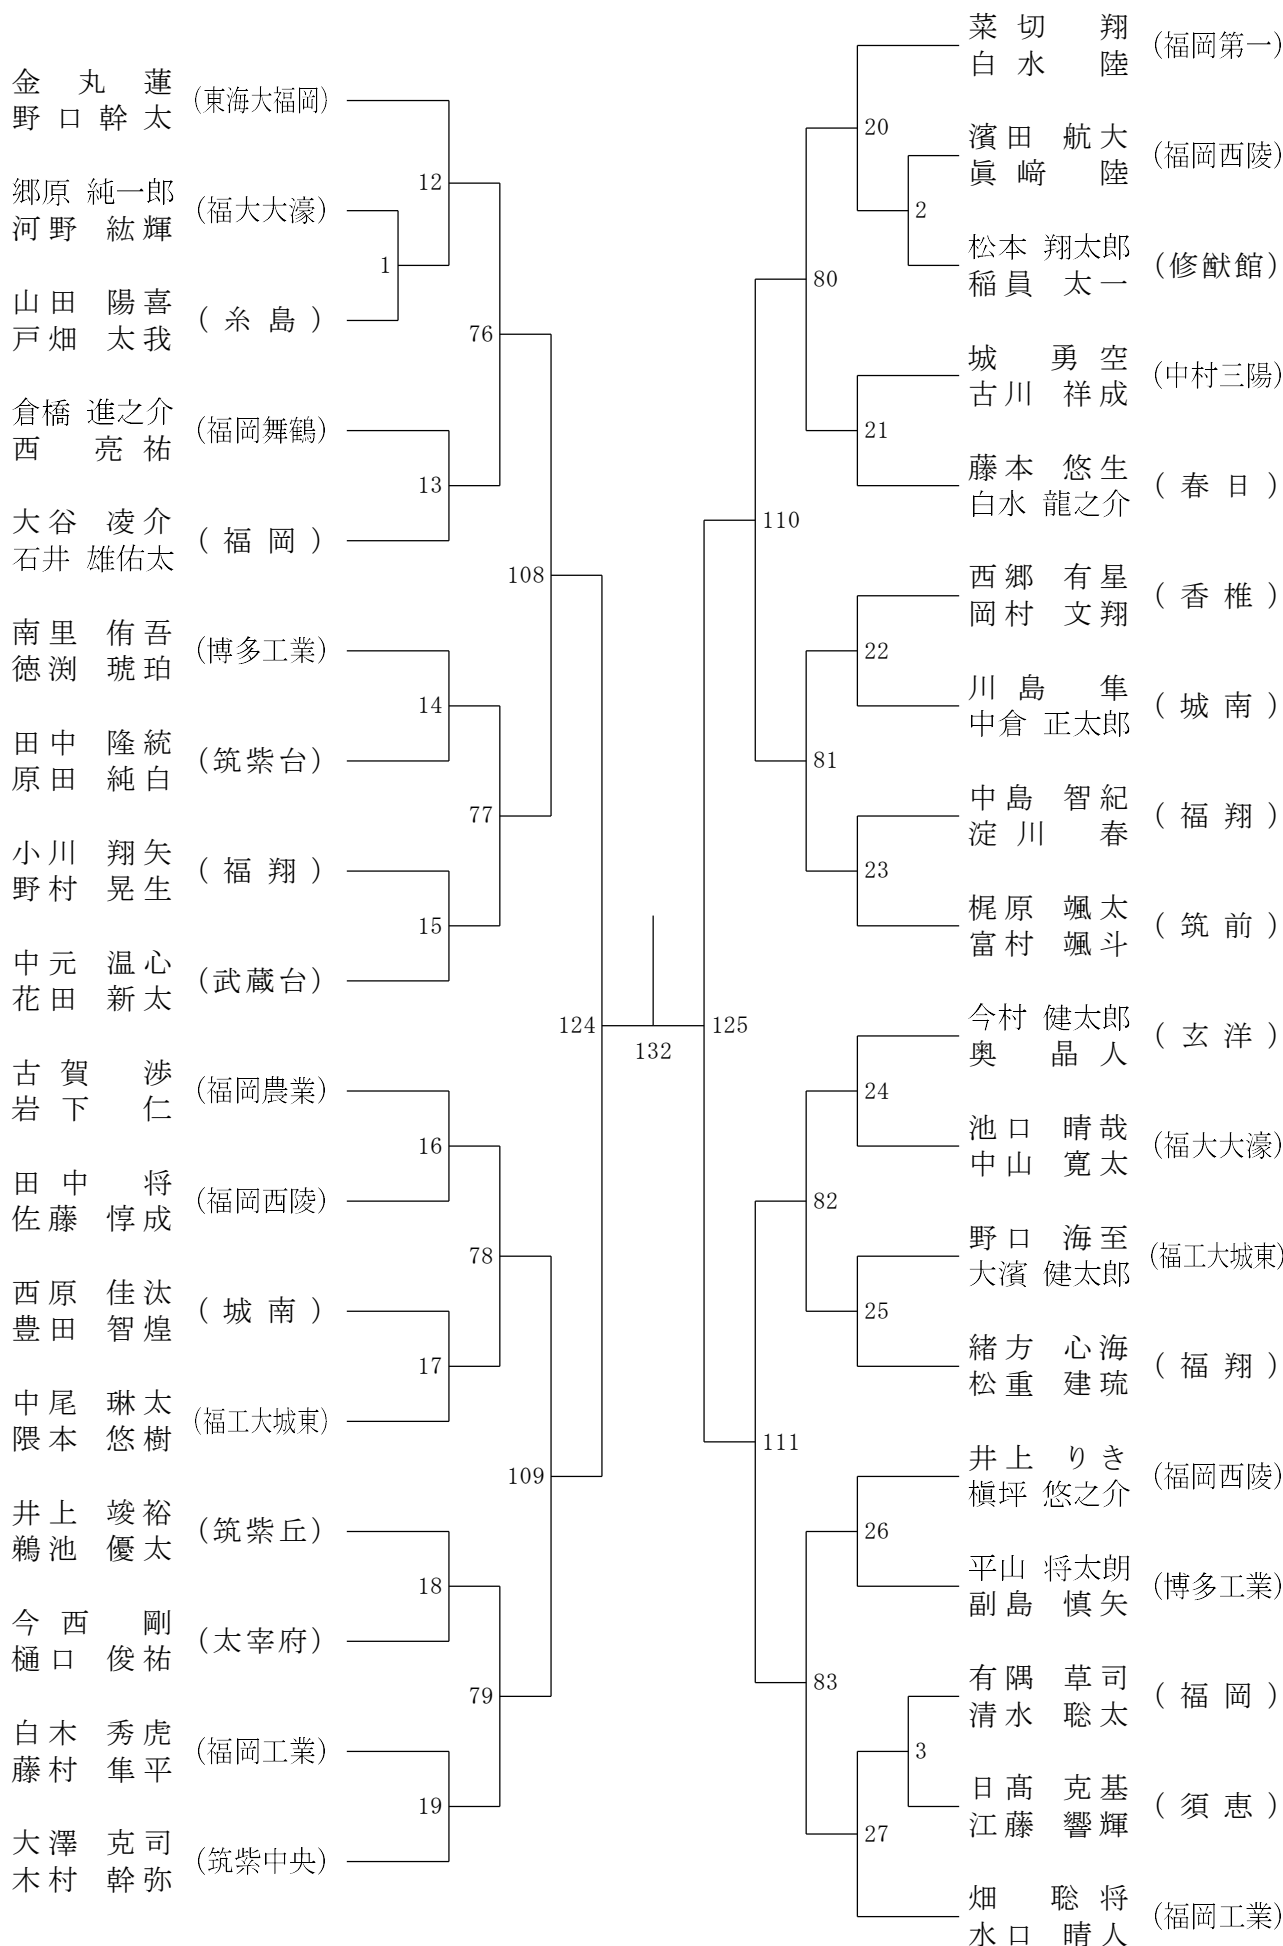 金丸 蓮
野口 幹太
(東海大福岡)
郷原 純一郎
河野 紘輝
(福大大濠)
山田 陽喜
戸畑 太我
(糸島)
倉橋 進之介
西 亮祐
(福岡舞鶴)
大谷 凌介
石井 雄佑太
(福岡)
南里 侑吾
徳渕 琥珀
(博多工業)
田中 隆統
原田 純白
(筑紫台)
小川 翔矢
野村 晃生
(福翔)
中元 温心
花田 新太
(武蔵台)
古賀 渉
岩下 仁
(福岡農業)
田中 将
佐藤 惇成
(福岡西陵)
西原 佳汰
豊田 智煌
(城南)
中尾 琳太
隈本 悠樹
(福工大城東)
井上 竣裕
鵜池 優太
(筑紫丘)
今西 剛
樋口 俊祐
(太宰府)
白木 秀虎
藤村 隼平
(福岡工業)
大澤 克司
木村 幹弥
(筑紫中央)
1
12
13
14
15
16
17
18
19
76
77
78
79
108
109
124
132
125
110
111
80
81
82
83
20
21
22
23
24
25
26
27
2
3
菜切 翔
白水 陸
(福岡第一)
濱田 航大
眞﨑 陸
(福岡西陵)
松本 翔太郎
稲員 太一
(修猷館)
城 勇空
古川 祥成
(中村三陽)
藤本 悠生
白水 龍之介
(春日)
西郷 有星
岡村 文翔
(香椎)
川島 隼
中倉 正太郎
(城南)
中島 智紀
淀川 春
(福翔)
梶原 颯太
富村 颯斗
(筑前)
今村 健太郎
奥 晶人
(玄洋)
池口 晴哉
中山 寛太
(福大大濠)
野口 海至
大濱 健太郎
(福工大城東)
緒方 心海
松重 建琉
(福翔)
井上 りき
槇坪 悠之介
(福岡西陵)
平山 将太朗
副島 慎矢
(博多工業)
有隅 草司
清水 聡太
(福岡)
日髙 克基
江藤 響輝
(須恵)
畑 聡将
水口 晴人
(福岡工業)